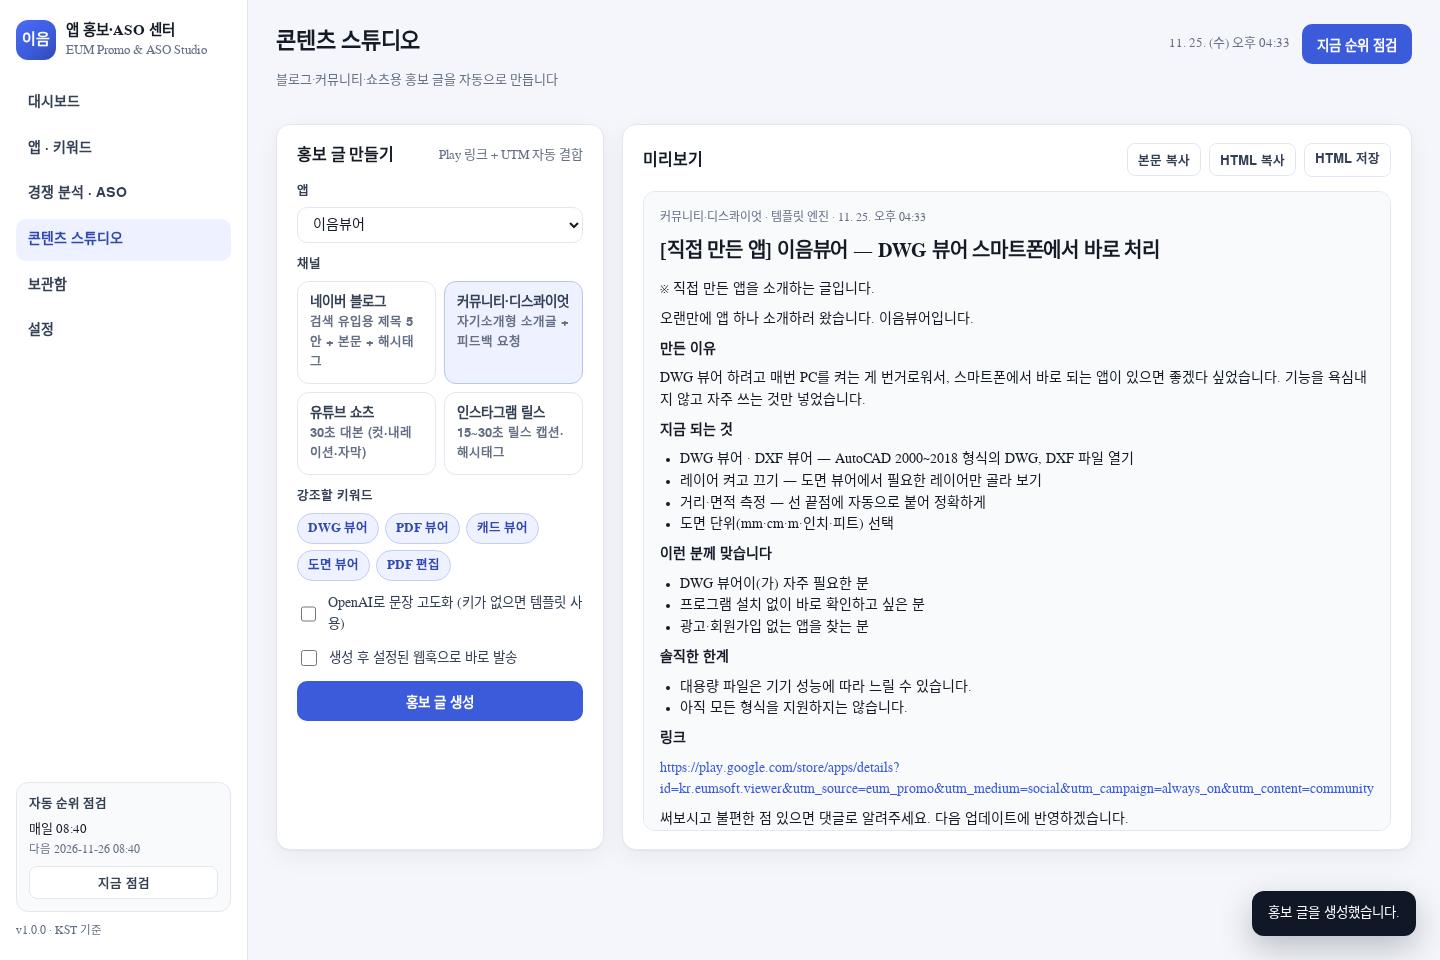 이음
앱 홍보·ASO 센터
EUM Promo & ASO Studio
대시보드
앱 · 키워드
경쟁 분석 · ASO
콘텐츠 스튜디오
보관함
설정
자동 순위 점검
매일 08:40
다음 2026-11-26 08:40
지금 점검
v1.0.0 · KST 기준
콘텐츠 스튜디오
블로그·커뮤니티·쇼츠용 홍보 글을 자동으로 만듭니다
11. 25. (수) 오후 04:33
지금 순위 점검
홍보 글 만들기
Play 링크 + UTM 자동 결합
앱
이음뷰어
채널
네이버 블로그
검색 유입용 제목 5
안 + 본문 + 해시태
그
커뮤니티·디스콰이엇
자기소개형 소개글 +
피드백 요청
유튜브 쇼츠
30초 대본 (컷·내레
이션·자막)
인스타그램 릴스
15~30초 릴스 캡션·
해시태그
강조할 키워드
DWG 뷰어
PDF 뷰어
캐드 뷰어
도면 뷰어
PDF 편집
OpenAI로 문장 고도화 (키가 없으면 템플릿 사
용)
생성 후 설정된 웹훅으로 바로 발송
홍보 글 생성
미리보기
본문 복사
HTML 복사
HTML 저장
커뮤니티·디스콰이엇 · 템플릿 엔진 · 11. 25. 오후 04:33
[직접 만든 앱] 이음뷰어 — DWG 뷰어 스마트폰에서 바로 처리
※ 직접 만든 앱을 소개하는 글입니다.
오랜만에 앱 하나 소개하러 왔습니다. 이음뷰어입니다.
만든 이유
DWG 뷰어 하려고 매번 PC를 켜는 게 번거로워서, 스마트폰에서 바로 되는 앱이 있으면 좋겠다 싶었습니다. 기능을 욕심내
지 않고 자주 쓰는 것만 넣었습니다.
지금 되는 것
• DWG 뷰어 · DXF 뷰어 — AutoCAD 2000~2018 형식의 DWG, DXF 파일 열기
• 레이어 켜고 끄기 — 도면 뷰어에서 필요한 레이어만 골라 보기
• 거리·면적 측정 — 선 끝점에 자동으로 붙어 정확하게
• 도면 단위(mm·cm·m·인치·피트) 선택
이런 분께 맞습니다
• DWG 뷰어이(가) 자주 필요한 분
• 프로그램 설치 없이 바로 확인하고 싶은 분
• 광고·회원가입 없는 앱을 찾는 분
솔직한 한계
• 대용량 파일은 기기 성능에 따라 느릴 수 있습니다.
• 아직 모든 형식을 지원하지는 않습니다.
링크
https://play.google.com/store/apps/details?
id=kr.eumsoft.viewer&utm_source=eum_promo&utm_medium=social&utm_campaign=always_on&utm_content=community
써보시고 불편한 점 있으면 댓글로 알려주세요. 다음 업데이트에 반영하겠습니다.
홍보 글을 생성했습니다.